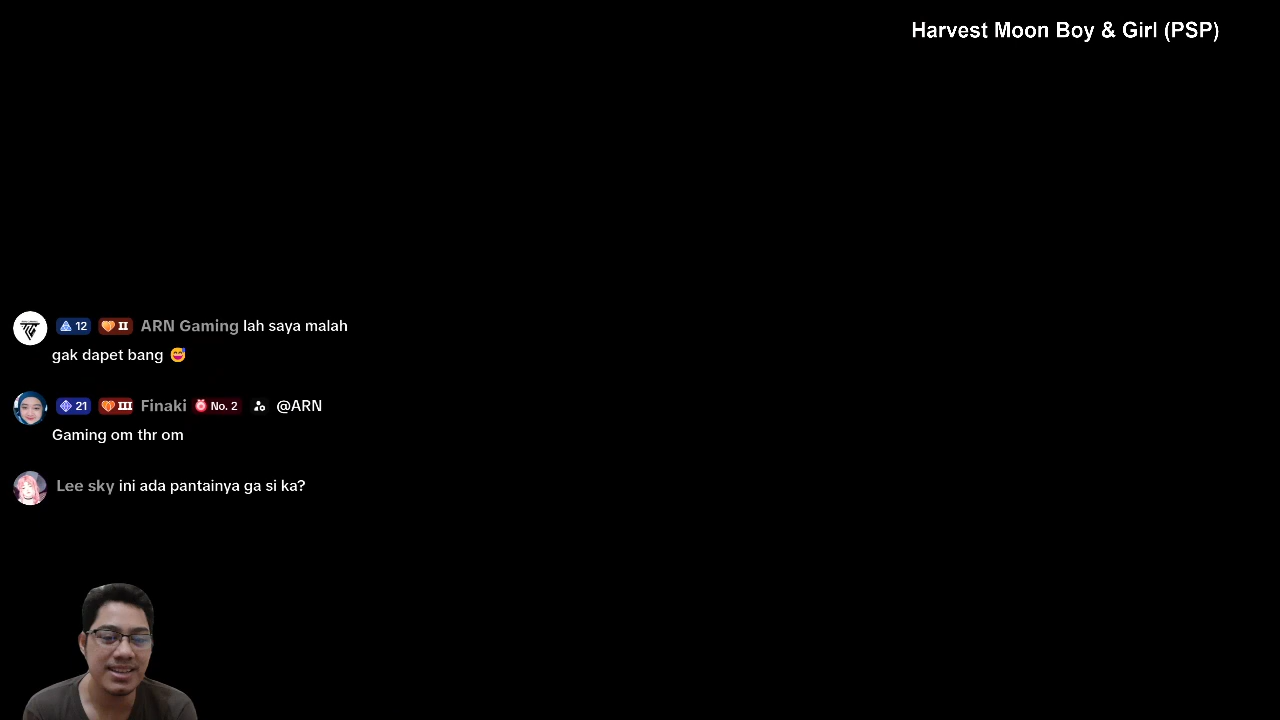 Harvest Moon Boy & Girl (PSP)
12 II ARN Gaming lah saya malah
gak dapet bang 😅
21 III Finaki No. 2 @ARN
Gaming om thr om
Lee sky ini ada pantainya ga si ka?